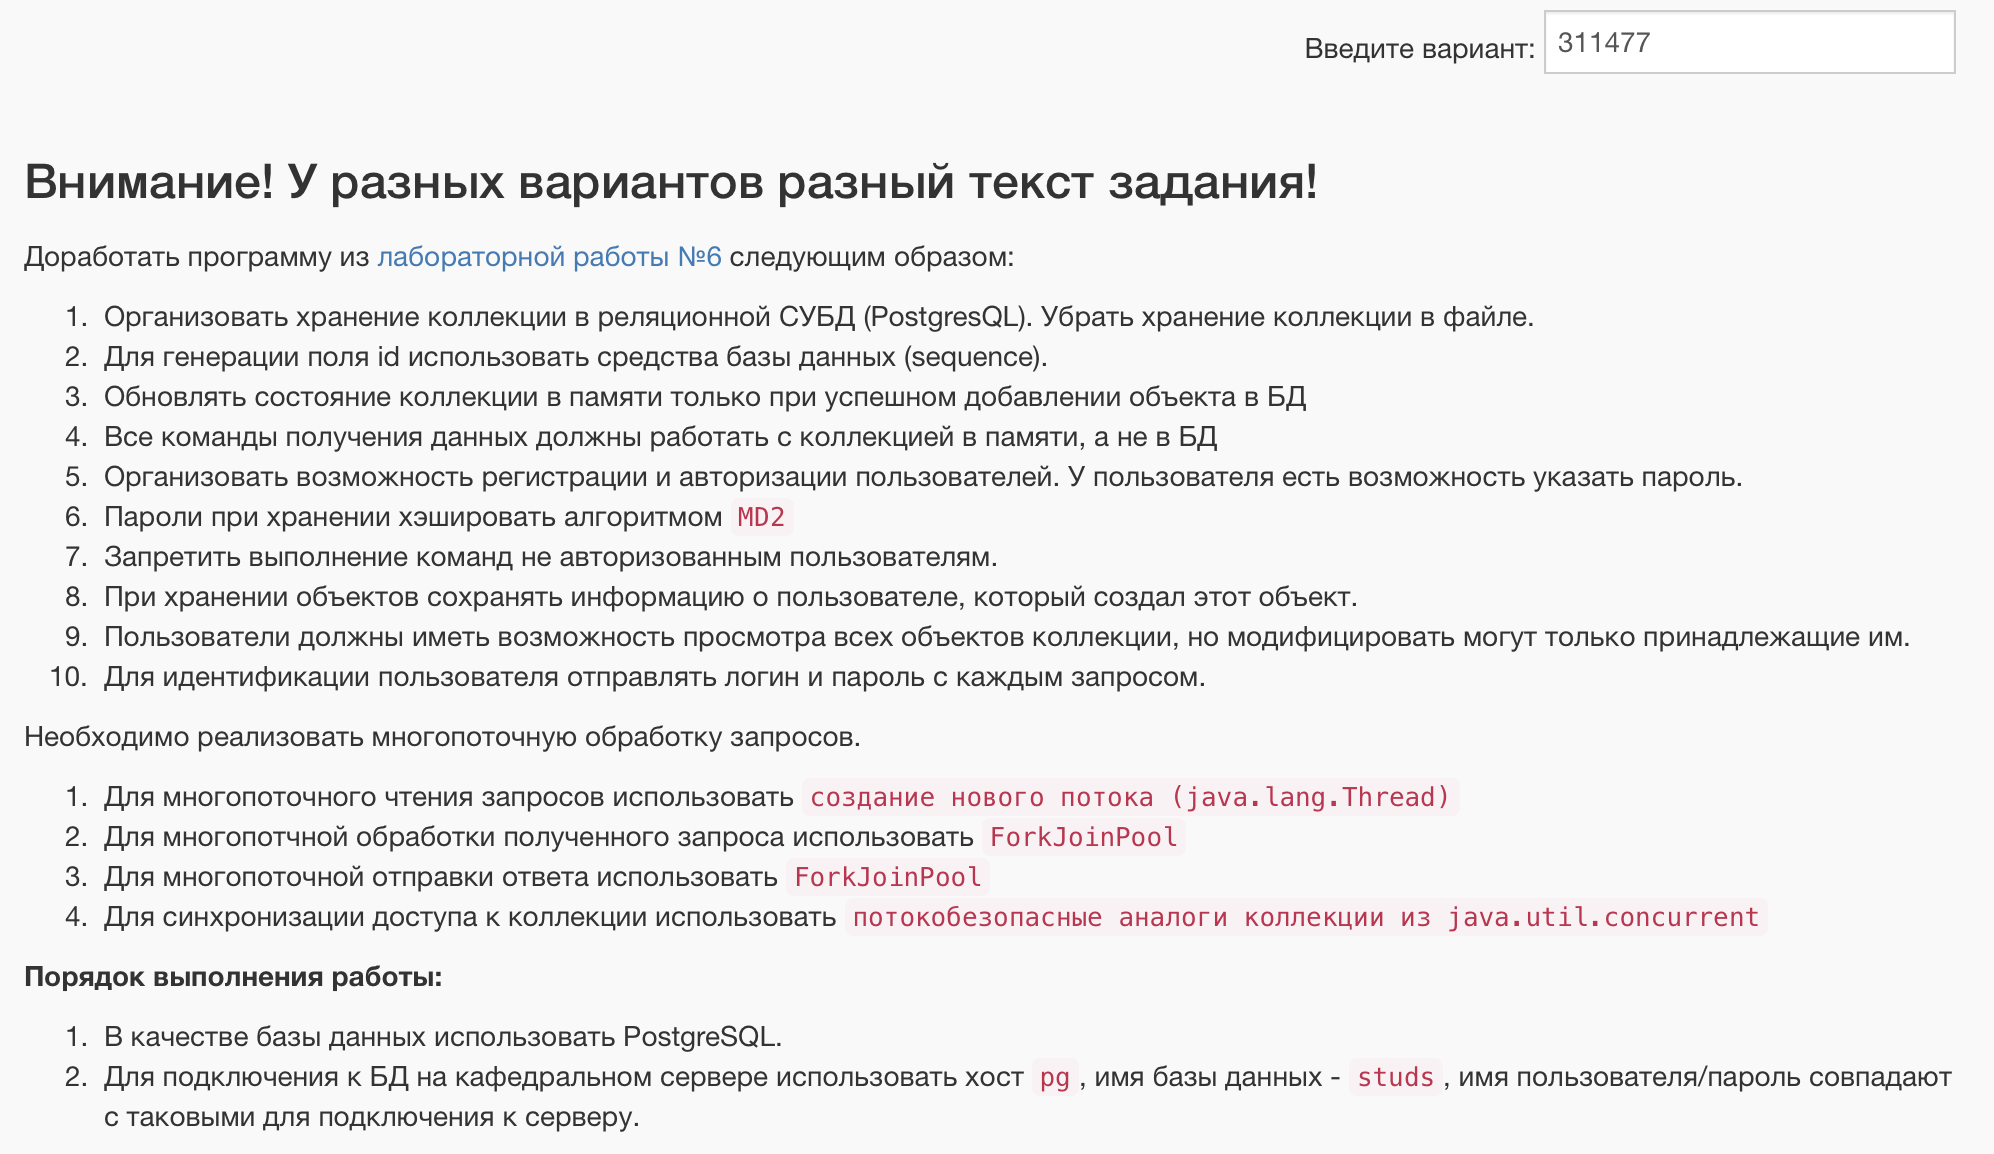 Введите вариант: 311477
Внимание! У разных вариантов разный текст задания!
Доработать программу из лабораторной работы №6 следующим образом:
1. Организовать хранение коллекции в реляционной СУБД (PostgresQL). Убрать хранение коллекции в файле.
2. Для генерации поля id использовать средства базы данных (sequence).
3. Обновлять состояние коллекции в памяти только при успешном добавлении объекта в БД
4. Все команды получения данных должны работать с коллекцией в памяти, а не в БД
5. Организовать возможность регистрации и авторизации пользователей. У пользователя есть возможность указать пароль.
6. Пароли при хранении хэшировать алгоритмом MD2
7. Запретить выполнение команд не авторизованным пользователям.
8. При хранении объектов сохранять информацию о пользователе, который создал этот объект.
9. Пользователи должны иметь возможность просмотра всех объектов коллекции, но модифицировать могут только принадлежащие им.
10. Для идентификации пользователя отправлять логин и пароль с каждым запросом.
Необходимо реализовать многопоточную обработку запросов.
1. Для многопоточного чтения запросов использовать создание нового потока (java.lang.Thread)
2. Для многопотчной обработки полученного запроса использовать ForkJoinPool
3. Для многопоточной отправки ответа использовать ForkJoinPool
4. Для синхронизации доступа к коллекции использовать потокобезопасные аналоги коллекции из java.util.concurrent
Порядок выполнения работы:
1. В качестве базы данных использовать PostgreSQL.
2. Для подключения к БД на кафедральном сервере использовать хост pg, имя базы данных - studs, имя пользователя/пароль совпадают
с таковыми для подключения к серверу.